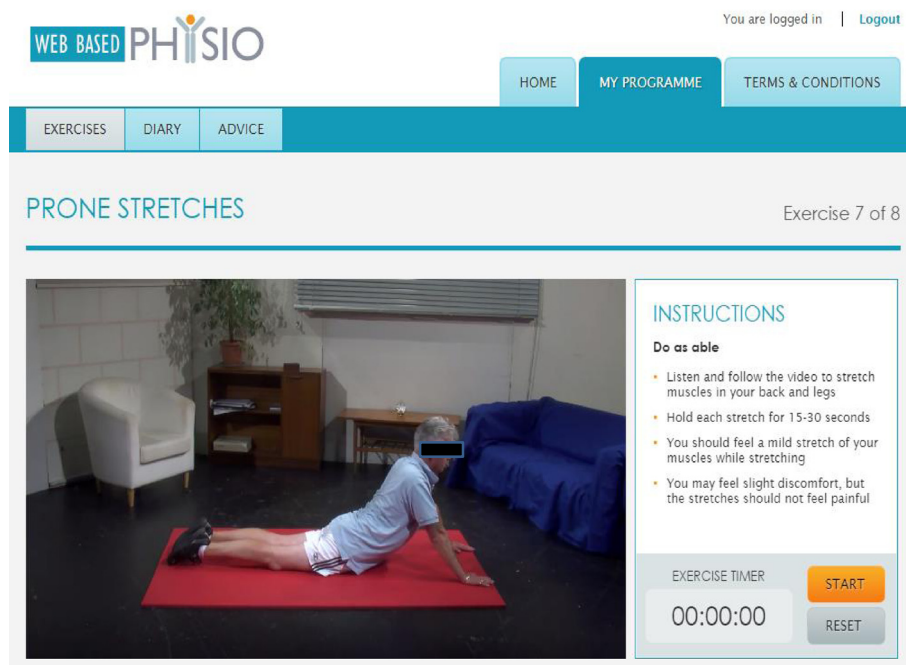 You are logged in | Logout
WEB BASED PHYSIO
HOME MY PROGRAMME TERMS & CONDITIONS
EXERCISES DIARY ADVICE
PRONE STRETCHES
Exercise 7 of 8
INSTRUCTIONS
Do as able
• Listen and follow the video to stretch
muscles in your back and legs
• Hold each stretch for 15-30 seconds
• You should feel a mild stretch of your
muscles while stretching
• You may feel slight discomfort, but
the stretches should not feel painful
EXERCISE TIMER
START
00:00:00
RESET